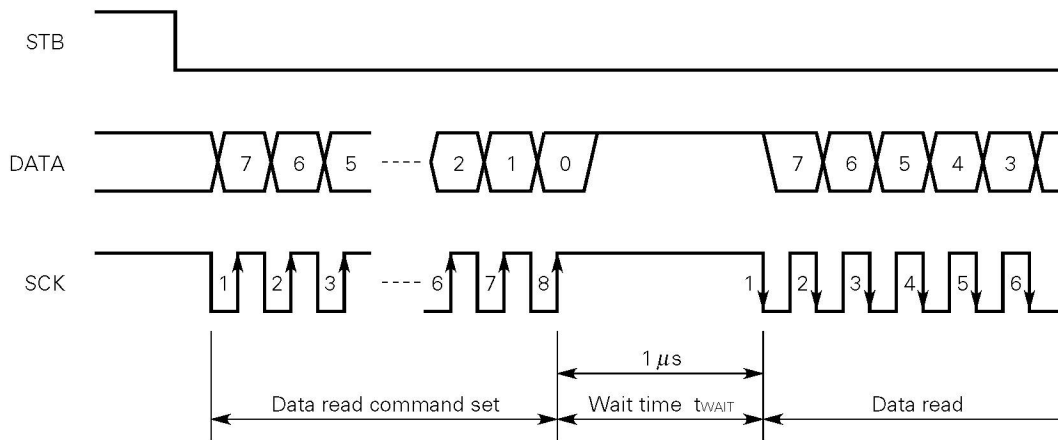 STB
DATA 7 6 5 2 1 0 7 6 5 4 3
SCK 1 2 3 6 7 8 1 2 3 4 5 6
1 μs
Data read command set Wait time tWAIT Data read